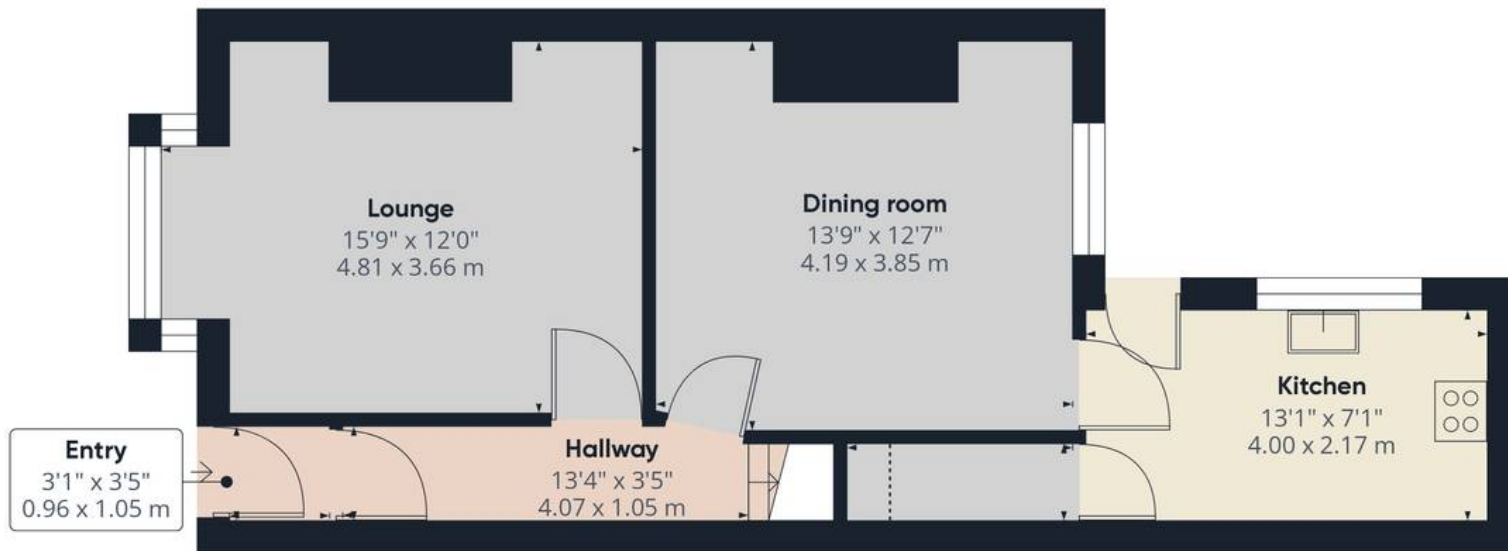 Lounge
15'9" x 12'0"
4.81 x 3.66 m
Dining room
13'9" x 12'7"
4.19 x 3.85 m
Kitchen
13'1" x 7'1"
4.00 x 2.17 m
Entry
3'1" x 3'5"
0.96 x 1.05 m
Hallway
13'4" x 3'5"
4.07 x 1.05 m